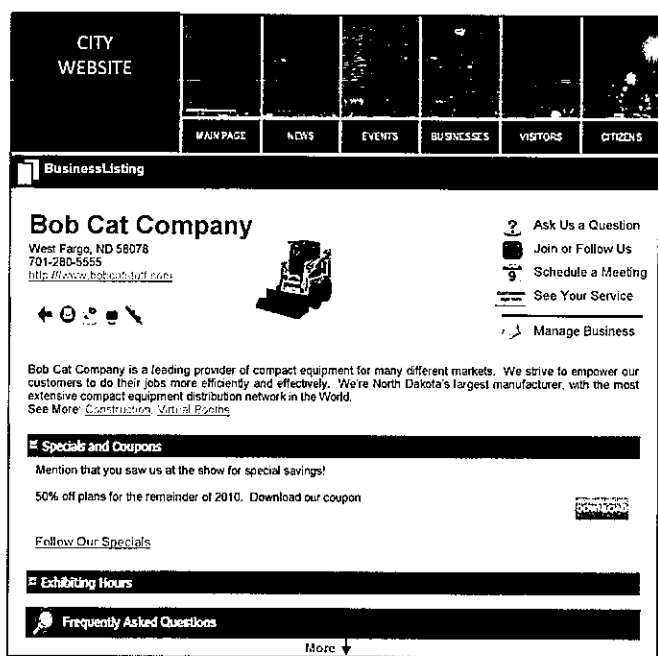 CITY
WEBSITE
MAIN PAGE NEWS EVENTS BUSINESSES VISITORS CITIZENS
BusinessListing
Bob Cat Company
West Fargo, ND 58078
701-280-5555
Ask Us a Question
Join or Follow Us
9 Schedule a Meeting
See Your Service
Manage Business
Bob Cat Company is a leading provider of compact equipment for many different markets. We strive to empower our
customers to do their jobs more efficiently and effectively. We're North Dakota's largest manufacturer, with the most
extensive compact equipment distribution network in the World.
See More: Construction, Virtual Booths
Specials and Coupons
Mention that you saw us at the show for special savings!
50% off plans for the remainder of 2010. Download our coupon
DOWNLOAD
Follow Our Specials
Exhibiting Hours
Frequently Asked Questions
More